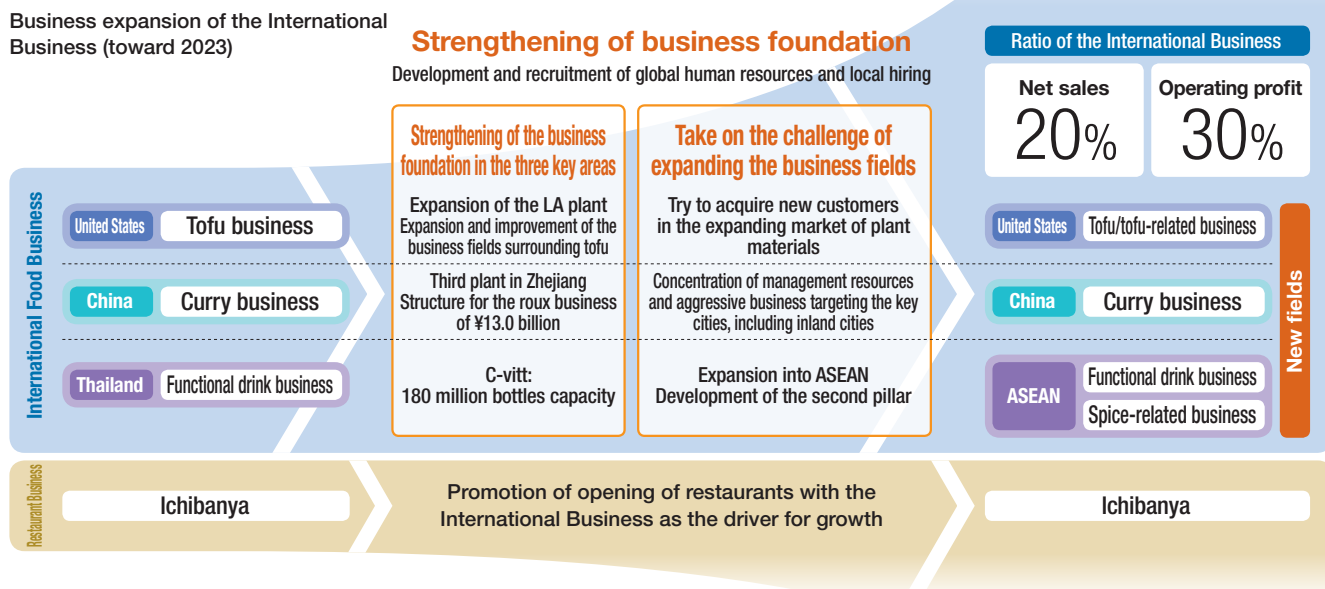 Business expansion of the International
Business (toward 2023)
Strengthening of business foundation
Development and recruitment of global human resources and local hiring
Ratio of the International Business
Net sales
20%
Operating profit
30%
International Food Business
United States
Tofu business
China
Curry business
Thailand
Functional drink business
Strengthening of the business
foundation in the three key areas
Expansion of the LA plant
Expansion and improvement of the
business fields surrounding tofu
Third plant in Zhejiang
Structure for the roux business
of ¥13.0 billion
C-vitt:
180 million bottles capacity
Take on the challenge of
expanding the business fields
Try to acquire new customers
in the expanding market of plant
materials
Concentration of management resources
and aggressive business targeting the key
cities, including inland cities
Expansion into ASEAN
Development of the second pillar
United States
Tofu/tofu-related business
China
Curry business
ASEAN
Functional drink business
Spice-related business
New fields
Restaurant Business
Ichibanya
Promotion of opening of restaurants with the
International Business as the driver for growth
Ichibanya